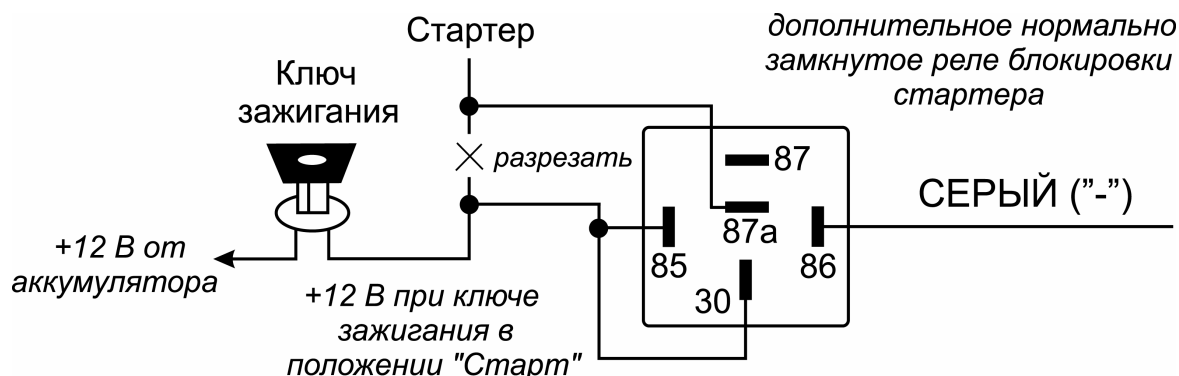 Стартер
дополнительное нормально
замкнутое реле блокировки
стартера
Ключ
зажигания
разрезать
87
СЕРЫЙ ("-")
87а
85
86
30
+12 В от
аккумулятора
+12 В при ключе
зажигания в
положении "Старт"